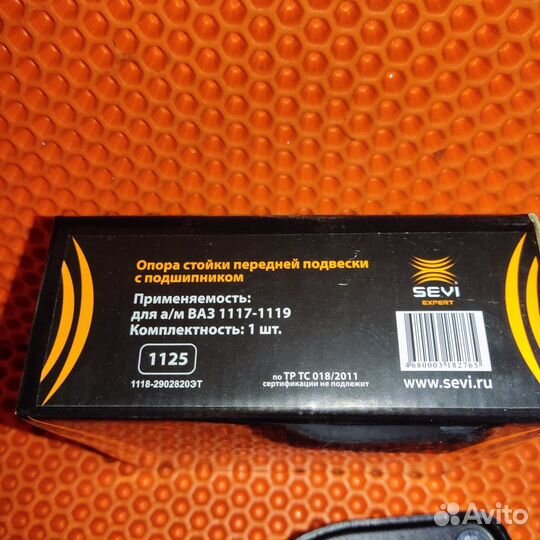 Опора стойки передней подвески
с подшипником
Применяемость:
для а/м ВАЗ 1117-1119
Комплектность: 1 шт.
1125
1118-2902820ЭТ
по ТР ТС 018/2011
сертификации не подлежит
SEVI
EXPERT
4680003182765
www.sevi.ru
Avito